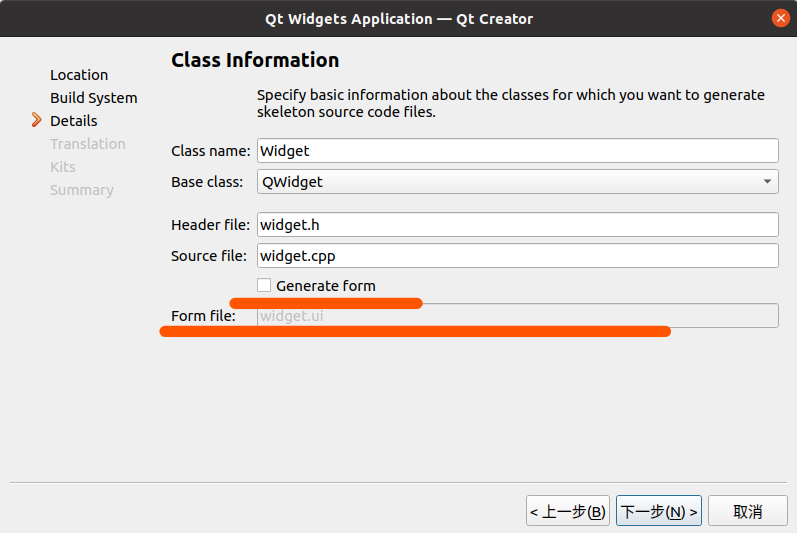 Qt Widgets Application — Qt Creator
Location
Build System
Details
Translation
Kits
Summary
Class Information
Specify basic information about the classes for which you want to generate
skeleton source code files.
Class name: Widget
Base class: QWidget
Header file: widget.h
Source file: widget.cpp
Generate form
Form file: widget.ui
< 上一步(B)
下一步(N) >
取消